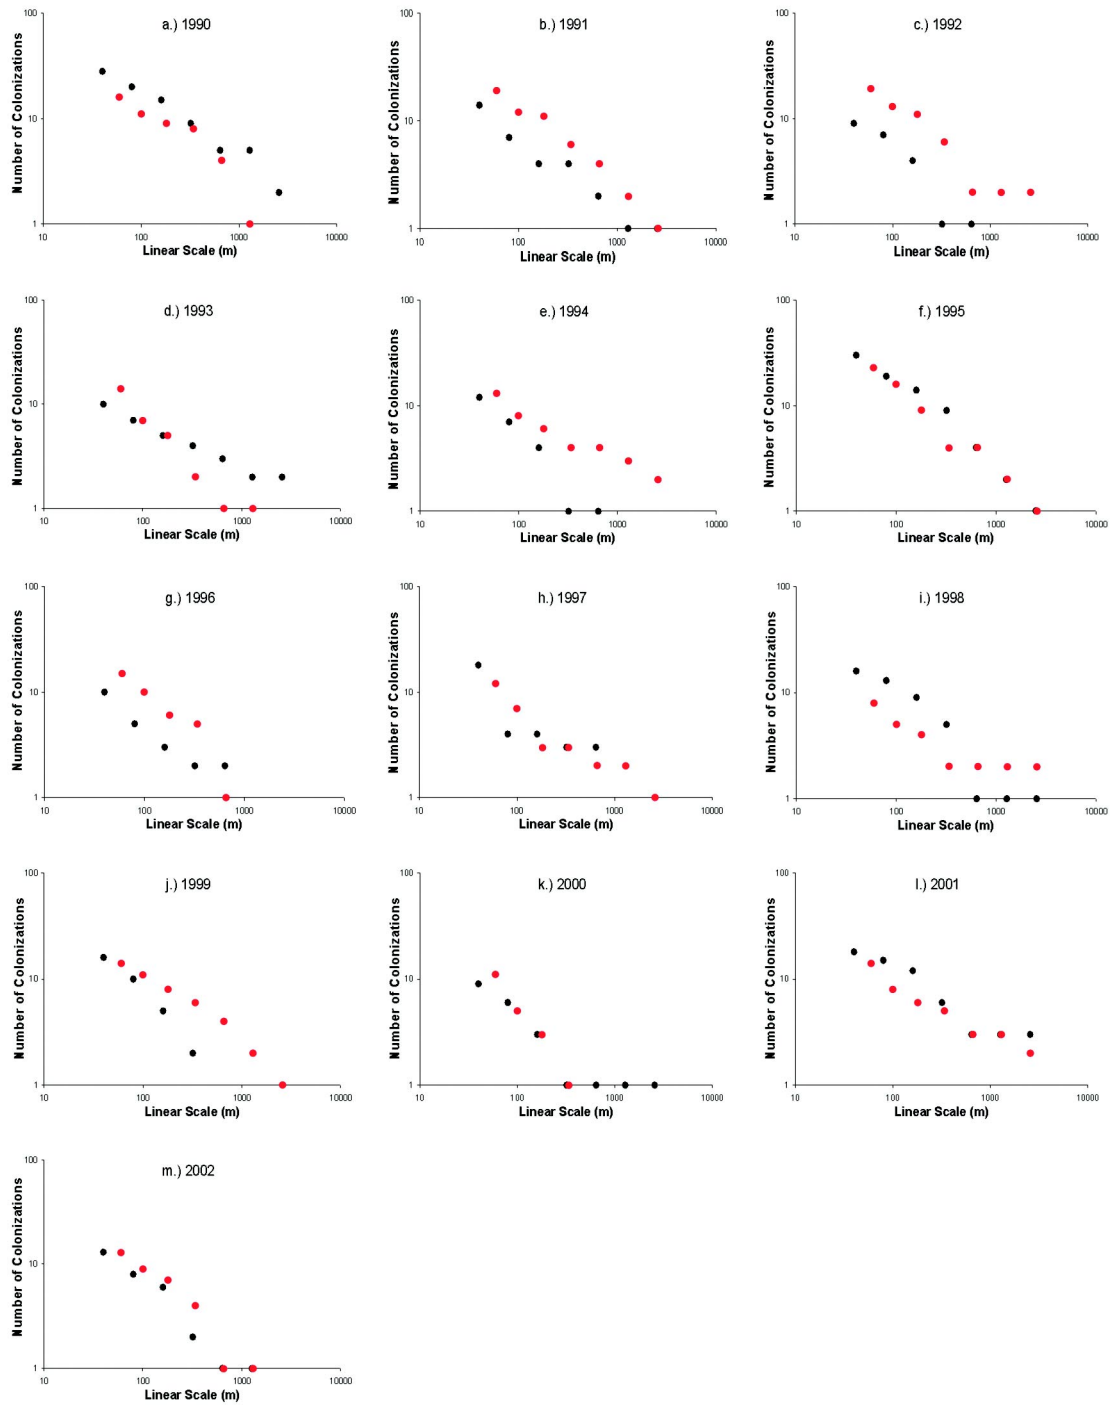 a.) 1990
Number of Colonizations
100
10
1
10
100
1000
10000
Linear Scale (m)
b.) 1991
Number of Colonizations
100
10
1
10
100
1000
10000
Linear Scale (m)
c.) 1992
Number of Colonizations
100
10
1
10
100
1000
10000
Linear Scale (m)
d.) 1993
Number of Colonizations
100
10
1
10
100
1000
10000
Linear Scale (m)
e.) 1994
Number of Colonizations
100
10
1
10
100
1000
10000
Linear Scale (m)
f.) 1995
Number of Colonizations
100
10
1
10
100
1000
10000
Linear Scale (m)
g.) 1996
Number of Colonizations
100
10
1
10
100
1000
10000
Linear Scale (m)
h.) 1997
Number of Colonizations
100
10
1
10
100
1000
10000
Linear Scale (m)
i.) 1998
Number of Colonizations
100
10
1
10
100
1000
10000
Linear Scale (m)
j.) 1999
Number of Colonizations
100
10
1
10
100
1000
10000
Linear Scale (m)
k.) 2000
Number of Colonizations
100
10
1
10
100
1000
10000
Linear Scale (m)
l.) 2001
Number of Colonizations
100
10
1
10
100
1000
10000
Linear Scale (m)
m.) 2002
Number of Colonizations
100
10
1
10
100
1000
10000
Linear Scale (m)